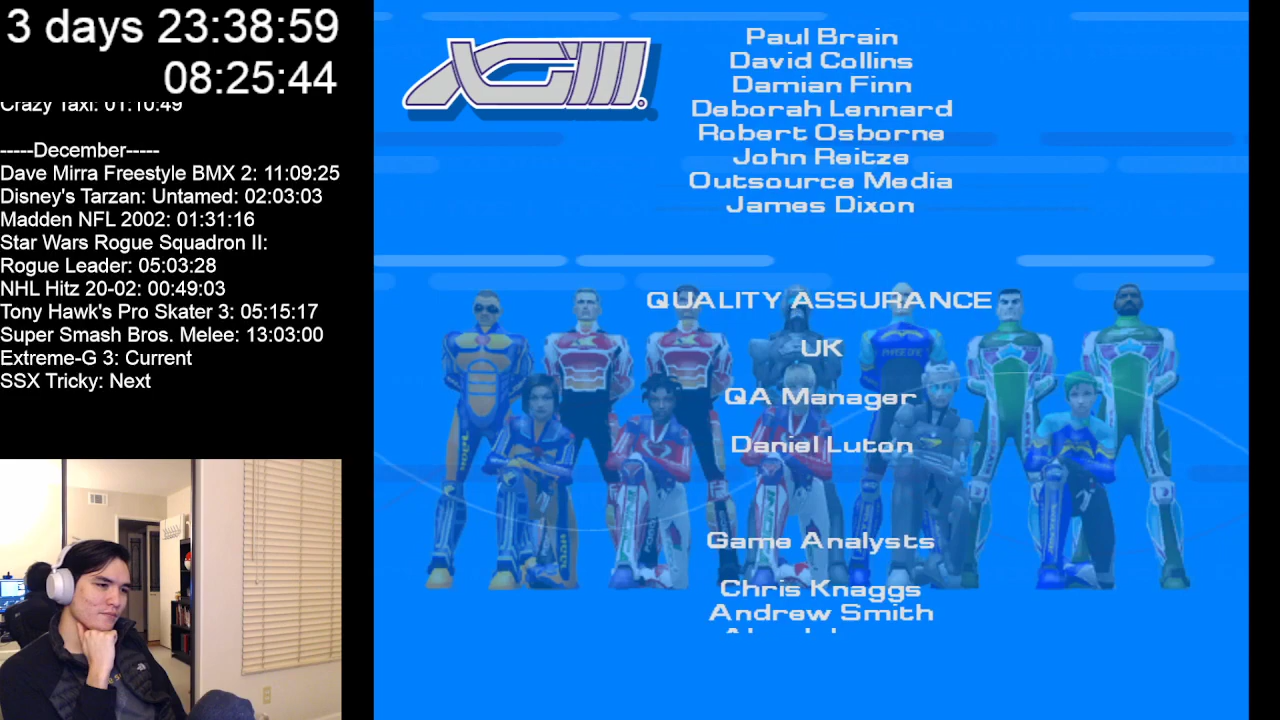 3 days 23:38:59
08:25:44
Crazy Taxi: 01:10:49
-----December-----
Dave Mirra Freestyle BMX 2: 11:09:25
Disney's Tarzan: Untamed: 02:03:03
Madden NFL 2002: 01:31:16
Star Wars Rogue Squadron II:
Rogue Leader: 05:03:28
NHL Hitz 20-02: 00:49:03
Tony Hawk's Pro Skater 3: 05:15:17
Super Smash Bros. Melee: 13:03:00
Extreme-G 3: Current
SSX Tricky: Next
XGIII.
Paul Brain
David Collins
Damian Finn
Deborah Lennard
Robert Osborne
John Reitze
Outsource Media
James Dixon
QUALITY ASSURANCE
UK
QA Manager
Daniel Luton
Game Analysts
Chris Knaggs
Andrew Smith